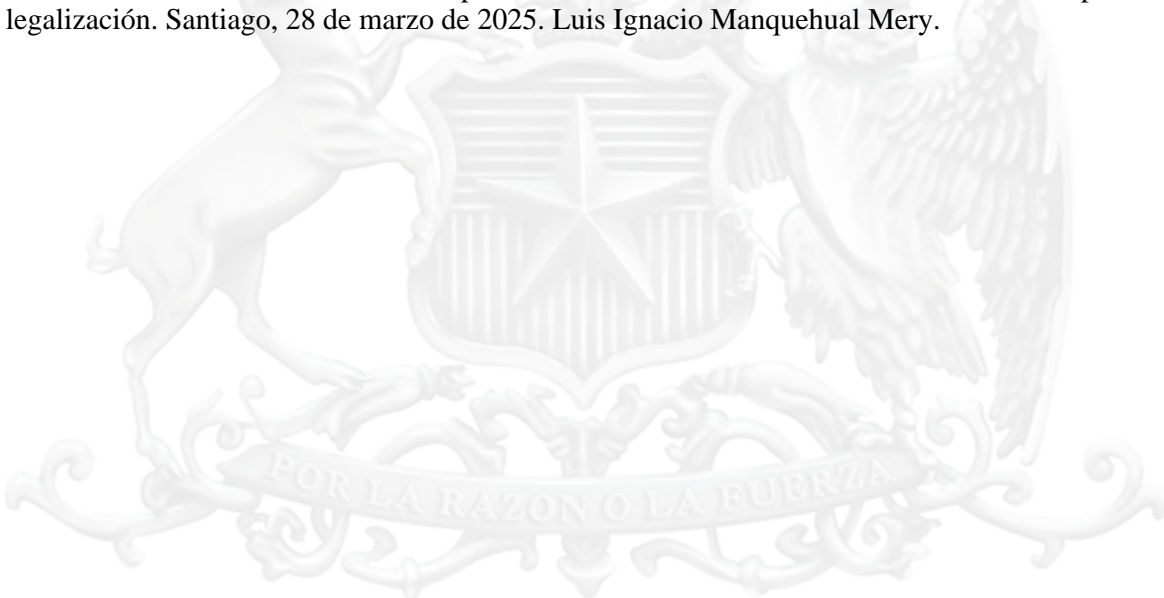 legalización. Santiago, 28 de marzo de 2025. Luis Ignacio Manquehual Mery.
POR LA RAZON O LA FUERZA